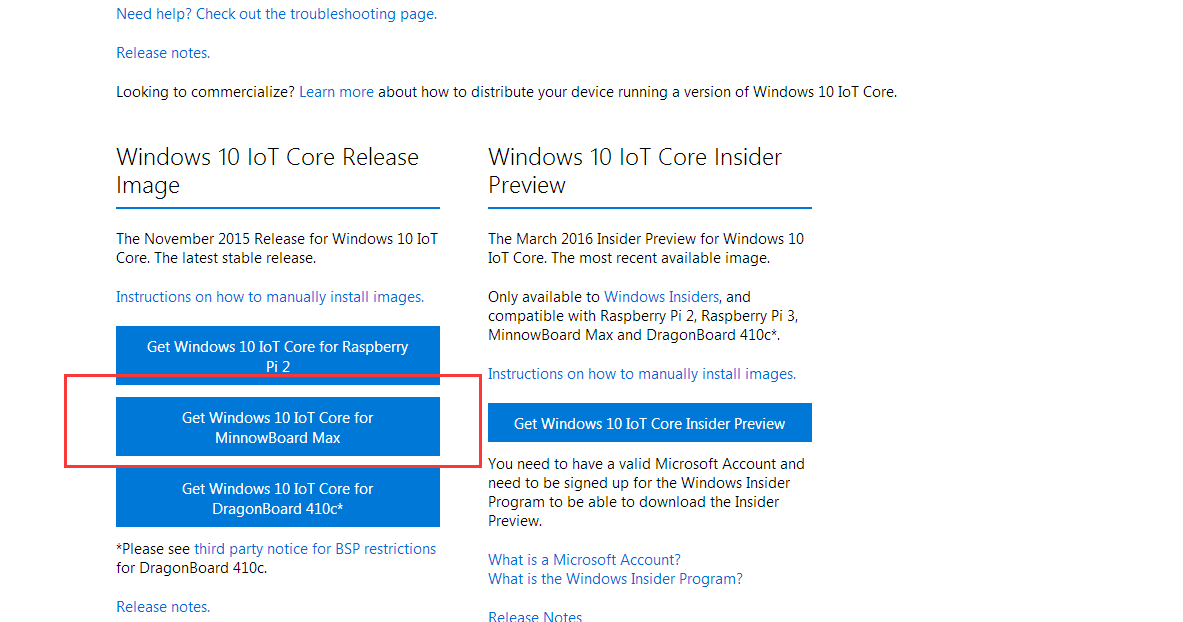 Need help? Check out the troubleshooting page.
Release notes.
Looking to commercialize? Learn more about how to distribute your device running a version of Windows 10 IoT Core.
Windows 10 IoT Core Release
Image
The November 2015 Release for Windows 10 IoT
Core. The latest stable release.
Instructions on how to manually install images.
Get Windows 10 IoT Core for Raspberry
Pi 2
Get Windows 10 IoT Core for
MinnowBoard Max
Get Windows 10 IoT Core for
DragonBoard 410c*
*Please see third party notice for BSP restrictions
for DragonBoard 410c.
Release notes.
Windows 10 IoT Core Insider
Preview
The March 2016 Insider Preview for Windows 10
IoT Core. The most recent available image.
Only available to Windows Insiders, and
compatible with Raspberry Pi 2, Raspberry Pi 3,
MinnowBoard Max and DragonBoard 410c*.
Instructions on how to manually install images.
Get Windows 10 IoT Core Insider Preview
You need to have a valid Microsoft Account and
need to be signed up for the Windows Insider
Program to be able to download the Insider
Preview.
What is a Microsoft Account?
What is the Windows Insider Program?
Release Notes